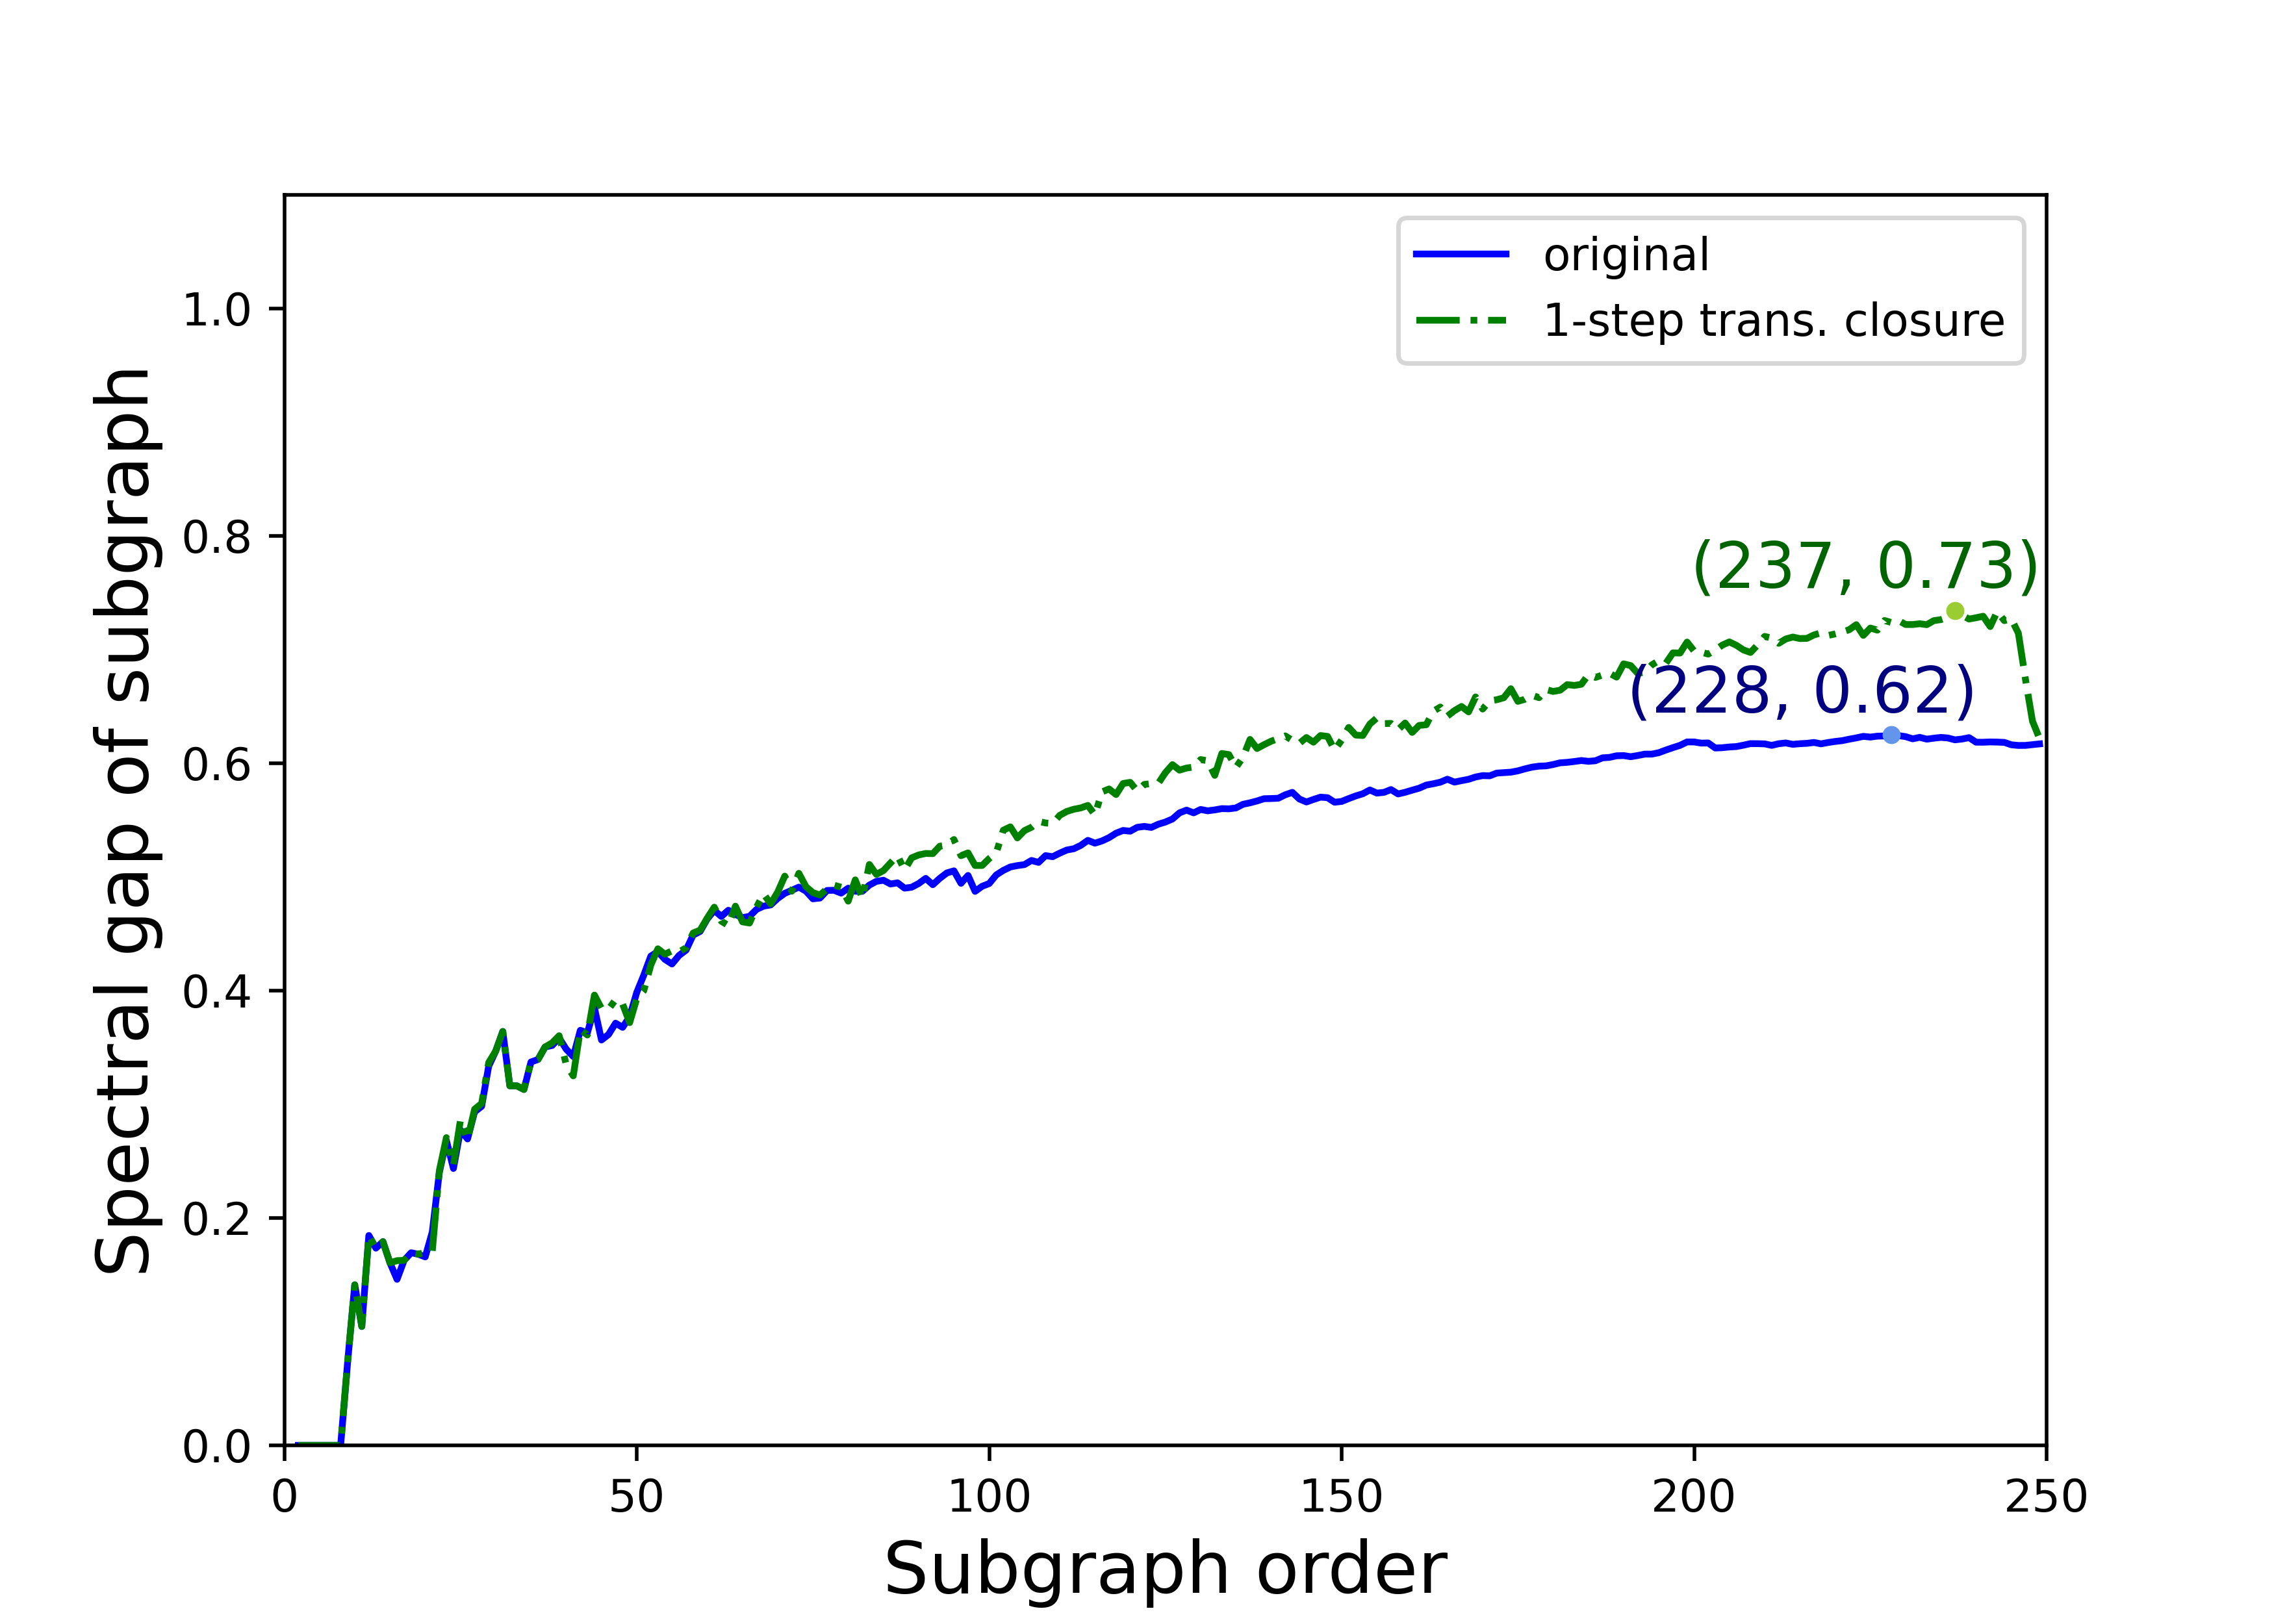 original
1-step trans. closure
(237, 0.73)
(228, 0.62)
Spectral gap of subgraph
1.0
0.8
0.6
0.4
0.2
0.0
0 50 100 150 200 250
Subgraph order